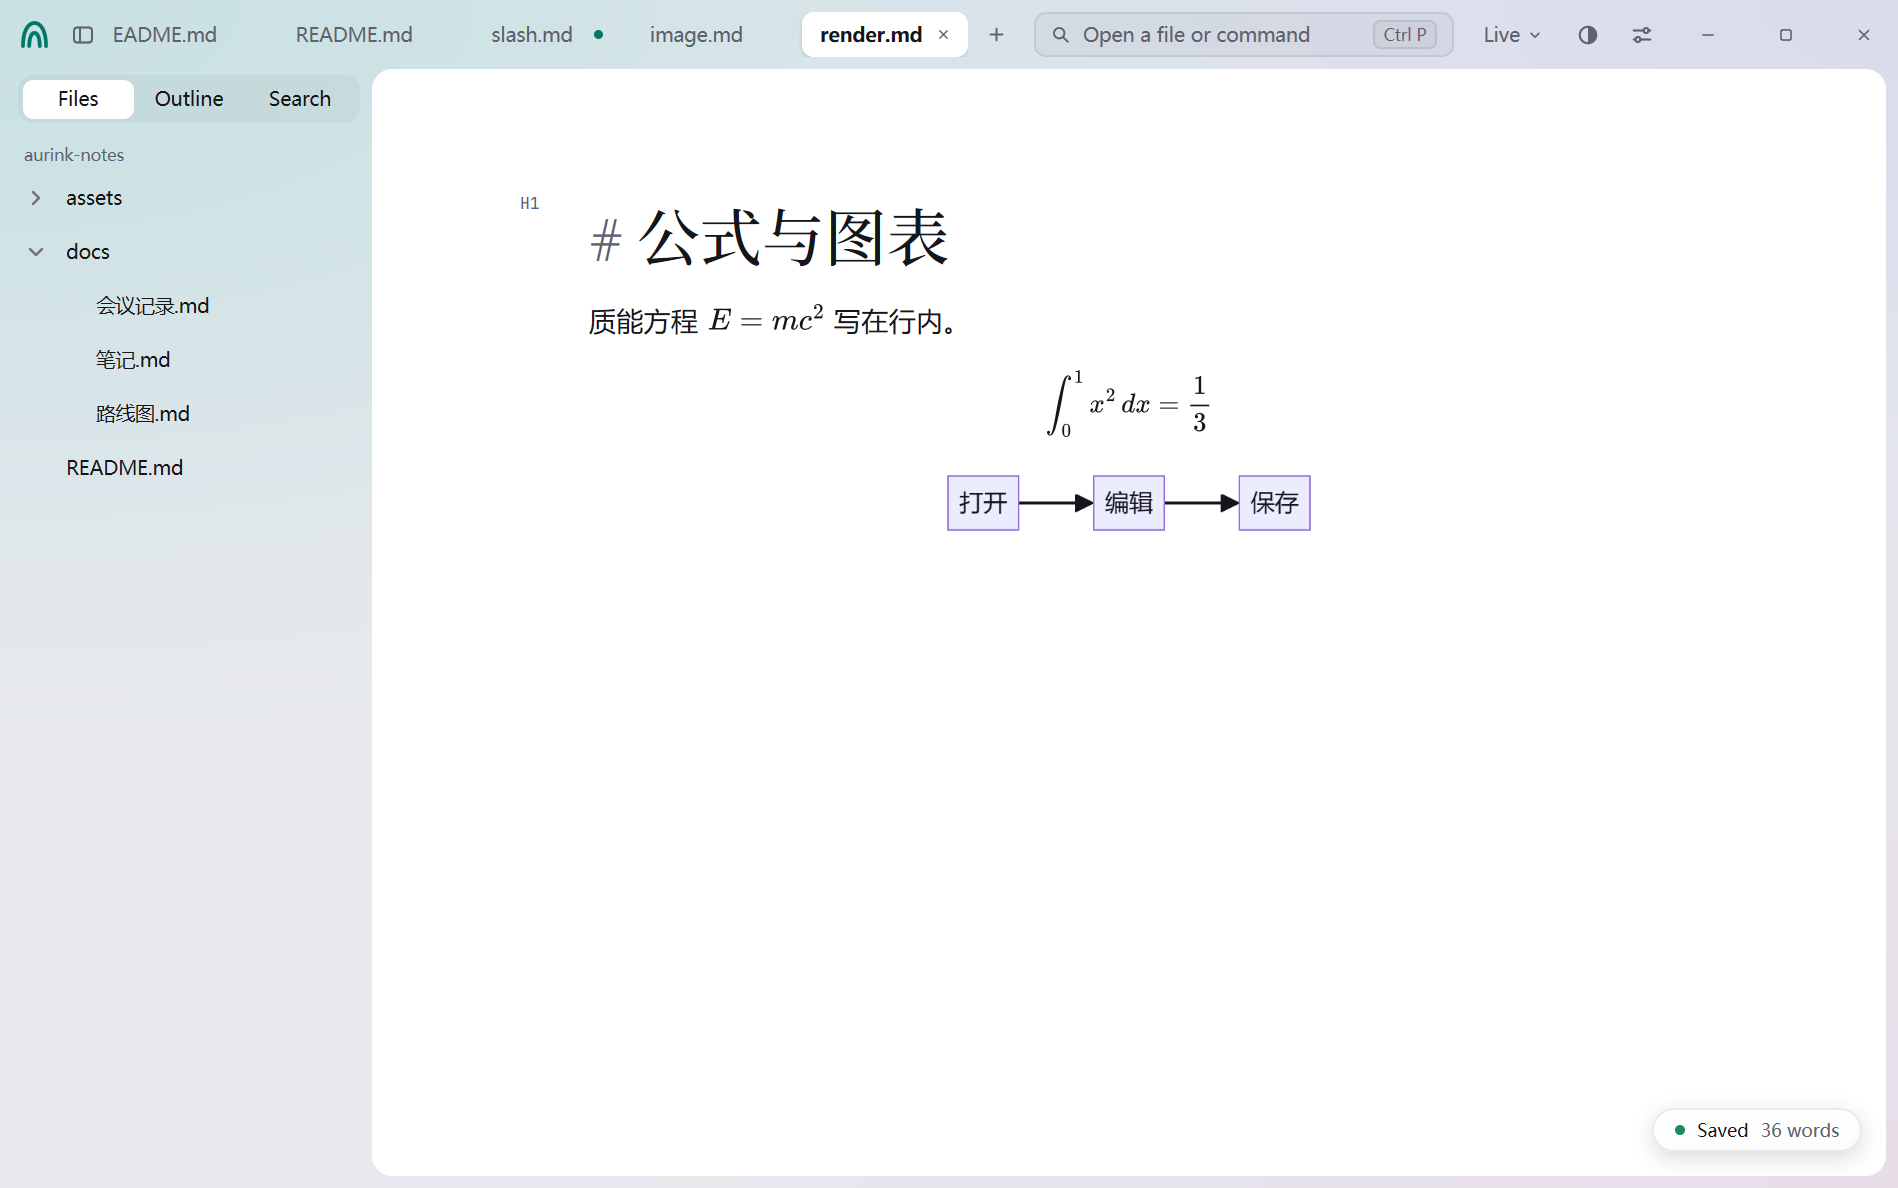 EADME.md
README.md
slash.md
image.md
render.md
Open a file or command
Ctrl P
Live
Files
Outline
Search
aurink-notes
assets
docs
会议记录.md
笔记.md
路线图.md
README.md
H1
# 公式与图表
质能方程 E = mc² 写在行内。
∫₀¹ x² dx = 1/3
打开
编辑
保存
Saved 36 words